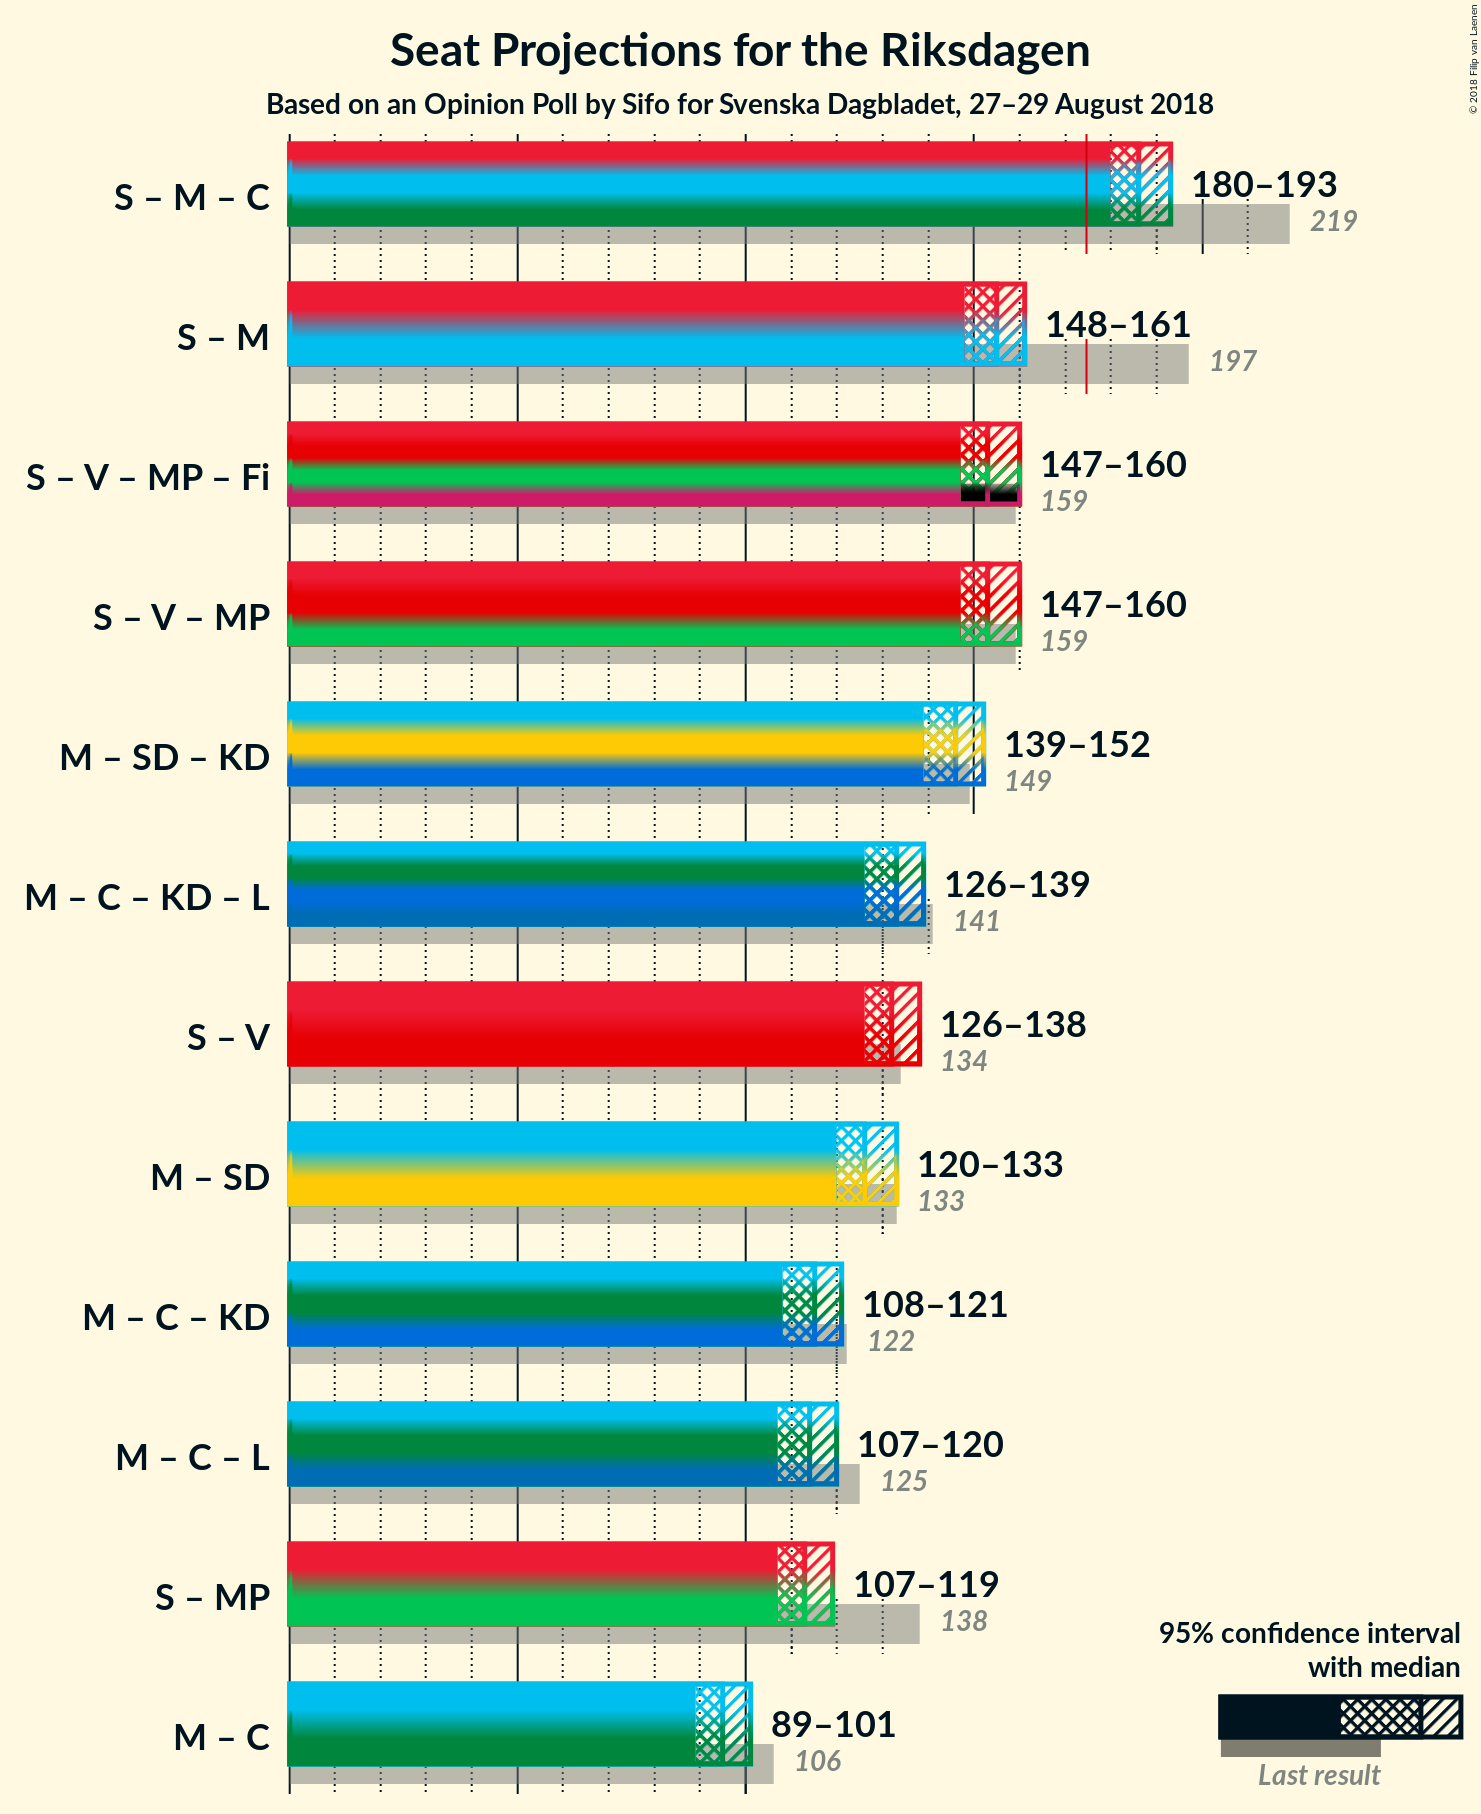 Seat Projections for the Riksdagen
Based on an Opinion Poll by Sifo for Svenska Dagbladet, 27–29 August 2018
© 2018 Filip van Laenen
S – M – C
180–193
219
S – M
148–161
197
S – V – MP – Fi
147–160
159
S – V – MP
147–160
159
M – SD – KD
139–152
149
M – C – KD – L
126–139
141
S – V
126–138
134
M – SD
120–133
133
M – C – KD
108–121
122
M – C – L
107–120
125
S – MP
107–119
138
M – C
89–101
106
95% confidence interval
with median
Last result